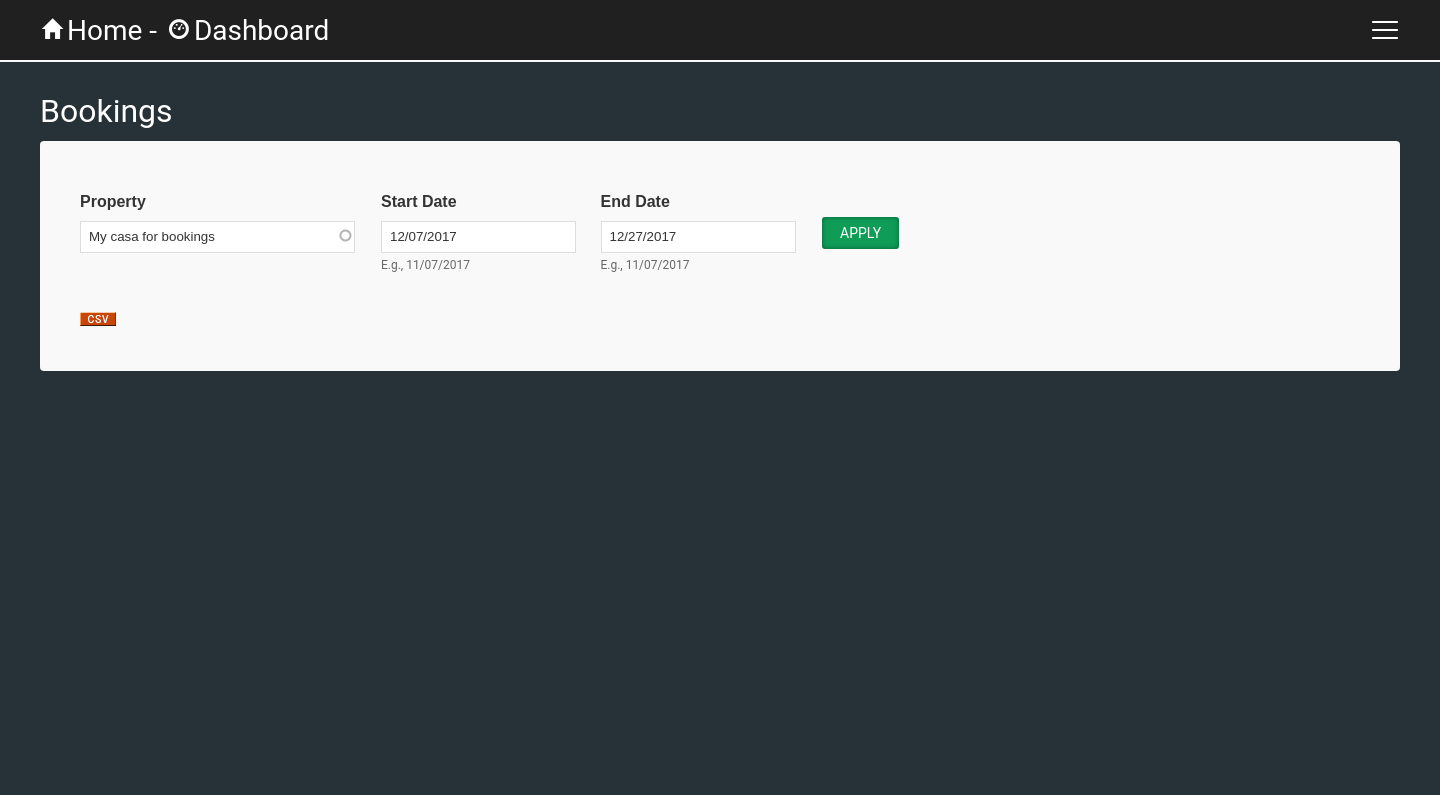 Home - Dashboard
Bookings
Property Start Date End Date
My casa for bookings 12/07/2017 12/27/2017 APPLY
E.g., 11/07/2017 E.g., 11/07/2017
CSV